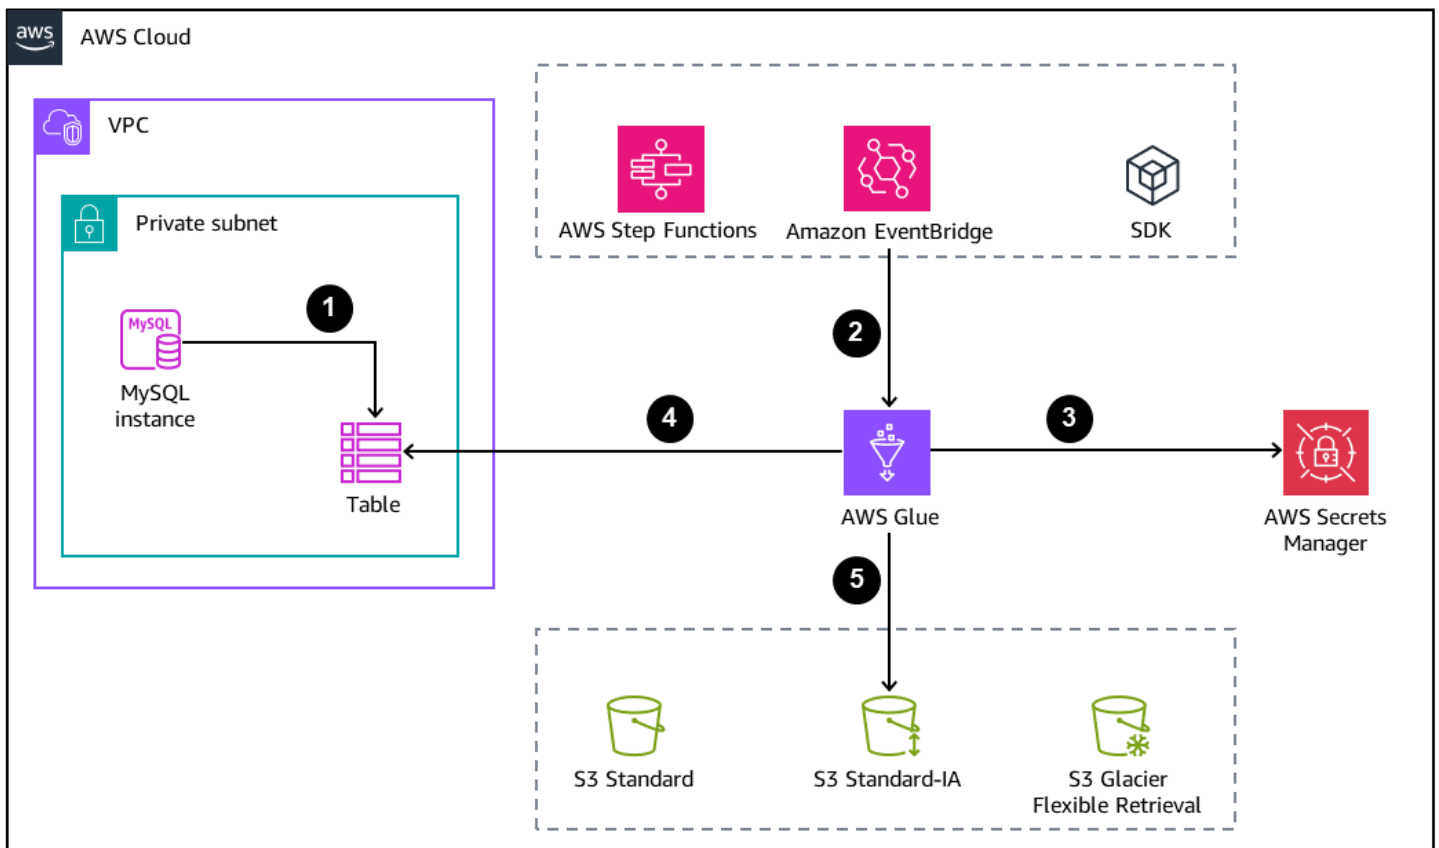 aws
AWS Cloud
VPC
Private subnet
AWS Step Functions
Amazon EventBridge
SDK
1
MySQL
MySQL
instance
2
4
3
Table
AWS Glue
AWS Secrets
Manager
5
S3 Standard
S3 Standard-IA
S3 Glacier
Flexible Retrieval